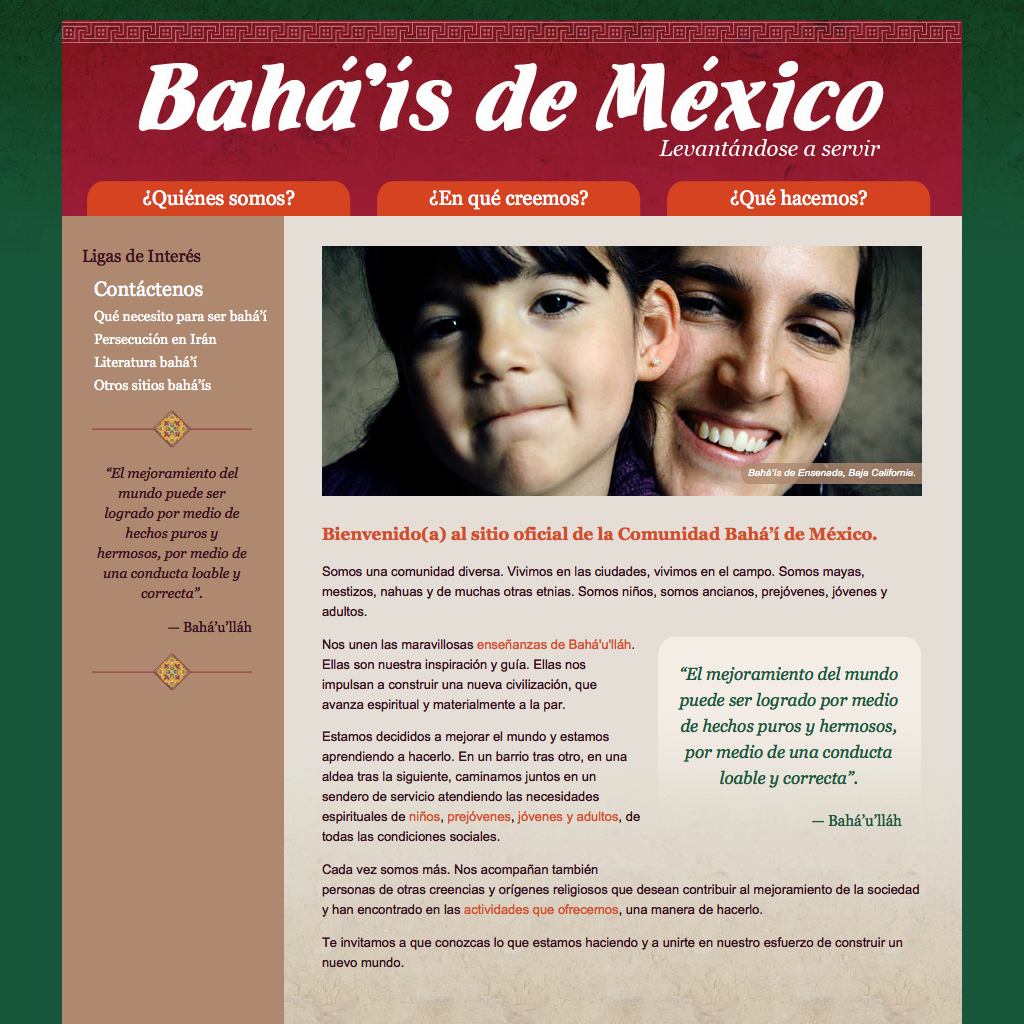 Bahá’ís de México
Levantándose a servir
¿Quiénes somos?
¿En qué creemos?
¿Qué hacemos?
Ligas de Interés
Contáctenos
Qué necesito para ser bahá’í
Persecución en Irán
Literatura bahá’í
Otros sitios bahá’ís
“El mejoramiento del
mundo puede ser
logrado por medio de
hechos puros y
hermosos, por medio de
una conducta loable y
correcta”.
— Bahá’u’lláh
Bahá’ís de Ensenada, Baja California.
Bienvenido(a) al sitio oficial de la Comunidad Bahá’í de México.
Somos una comunidad diversa. Vivimos en las ciudades, vivimos en el campo. Somos mayas,
mestizos, nahuas y de muchas otras etnias. Somos niños, somos ancianos, prejóvenes, jóvenes y
adultos.
Nos unen las maravillosas enseñanzas de Bahá'u'lláh.
Ellas son nuestra inspiración y guía. Ellas nos
impulsan a construir una nueva civilización, que
avanza espiritual y materialmente a la par.
Estamos decididos a mejorar el mundo y estamos
aprendiendo a hacerlo. En un barrio tras otro, en una
aldea tras la siguiente, caminamos juntos en un
sendero de servicio atendiendo las necesidades
espirituales de niños, prejóvenes, jóvenes y adultos, de
todas las condiciones sociales.
“El mejoramiento del mundo
puede ser logrado por medio
de hechos puros y hermosos,
por medio de una conducta
loable y correcta”.
— Bahá’u’lláh
Cada vez somos más. Nos acompañan también
personas de otras creencias y orígenes religiosos que desean contribuir al mejoramiento de la sociedad
y han encontrado en las actividades que ofrecemos, una manera de hacerlo.
Te invitamos a que conozcas lo que estamos haciendo y a unirte en nuestro esfuerzo de construir un
nuevo mundo.